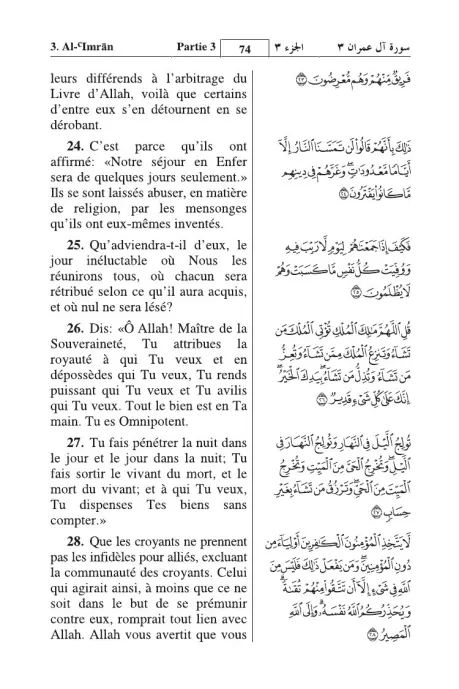 3. Al-ᶜImrān Partie 3 74 الجزء ٣ سورة آل عمران ٣
leurs différends à l'arbitrage du
Livre d'Allah, voilà que certains
d'entre eux s'en détournent en se
dérobant.
24. C'est parce qu'ils ont
affirmé: «Notre séjour en Enfer
sera de quelques jours seulement.»
Ils se sont laissés abuser, en matière
de religion, par les mensonges
qu'ils ont eux-mêmes inventés.
25. Qu'adviendra-t-il d'eux, le
jour inéluctable où Nous les
réunirons tous, où chacun sera
rétribué selon ce qu'il aura acquis,
et où nul ne sera lésé?
26. Dis: «Ô Allah! Maître de la
Souveraineté, Tu attribues la
royauté à qui Tu veux et en
dépossèdes qui Tu veux, Tu rends
puissant qui Tu veux et Tu avilis
qui Tu veux. Tout le bien est en Ta
main. Tu es Omnipotent.
27. Tu fais pénétrer la nuit dans
le jour et le jour dans la nuit; Tu
fais sortir le vivant du mort, et le
mort du vivant; et à qui Tu veux,
Tu dispenses Tes biens sans
compter.»
28. Que les croyants ne prennent
pas les infidèles pour alliés, excluant
la communauté des croyants. Celui
qui agirait ainsi, à moins que ce ne
soit dans le but de se prémunir
contre eux, romprait tout lien avec
Allah. Allah vous avertit que vous
فَرِيقٌ مِّنْهُمْ وَهُم مُّعْرِضُونَ ٢٣
ذَٰلِكَ بِأَنَّهُمْ قَالُوا۟ لَن تَمَسَّنَا ٱلنَّارُ إِلَّآ
أَيَّامًا مَّعْدُودَٰتٍ ۖ وَغَرَّهُمْ فِى دِينِهِم
مَّا كَانُوا۟ يَفْتَرُونَ ٢٤
فَكَيْفَ إِذَا جَمَعْنَٰهُمْ لِيَوْمٍ لَّا رَيْبَ فِيهِ
وَوُفِّيَتْ كُلُّ نَفْسٍ مَّا كَسَبَتْ وَهُمْ
لَا يُظْلَمُونَ ٢٥
قُلِ ٱللَّهُمَّ مَٰلِكَ ٱلْمُلْكِ تُؤْتِى ٱلْمُلْكَ مَن
تَشَآءُ وَتَنزِعُ ٱلْمُلْكَ مِمَّن تَشَآءُ وَتُعِزُّ
مَن تَشَآءُ وَتُذِلُّ مَن تَشَآءُ ۖ بِيَدِكَ ٱلْخَيْرُ ۖ
إِنَّكَ عَلَىٰ كُلِّ شَىْءٍ قَدِيرٌ ٢٦
تُولِجُ ٱلَّيْلَ فِى ٱلنَّهَارِ وَتُولِجُ ٱلنَّهَارَ فِى
ٱلَّيْلِ ۖ وَتُخْرِجُ ٱلْحَىَّ مِنَ ٱلْمَيِّتِ وَتُخْرِجُ
ٱلْمَيِّتَ مِنَ ٱلْحَىِّ ۖ وَتَرْزُقُ مَن تَشَآءُ بِغَيْرِ
حِسَابٍ ٢٧
لَّا يَتَّخِذِ ٱلْمُؤْمِنُونَ ٱلْكَٰفِرِينَ أَوْلِيَآءَ مِن
دُونِ ٱلْمُؤْمِنِينَ ۖ وَمَن يَفْعَلْ ذَٰلِكَ فَلَيْسَ مِنَ
ٱللَّهِ فِى شَىْءٍ إِلَّآ أَن تَتَّقُوا۟ مِنْهُمْ تُقَىٰةً ۗ
وَيُحَذِّرُكُمُ ٱللَّهُ نَفْسَهُۥ ۗ وَإِلَى ٱللَّهِ
ٱلْمَصِيرُ ٢٨